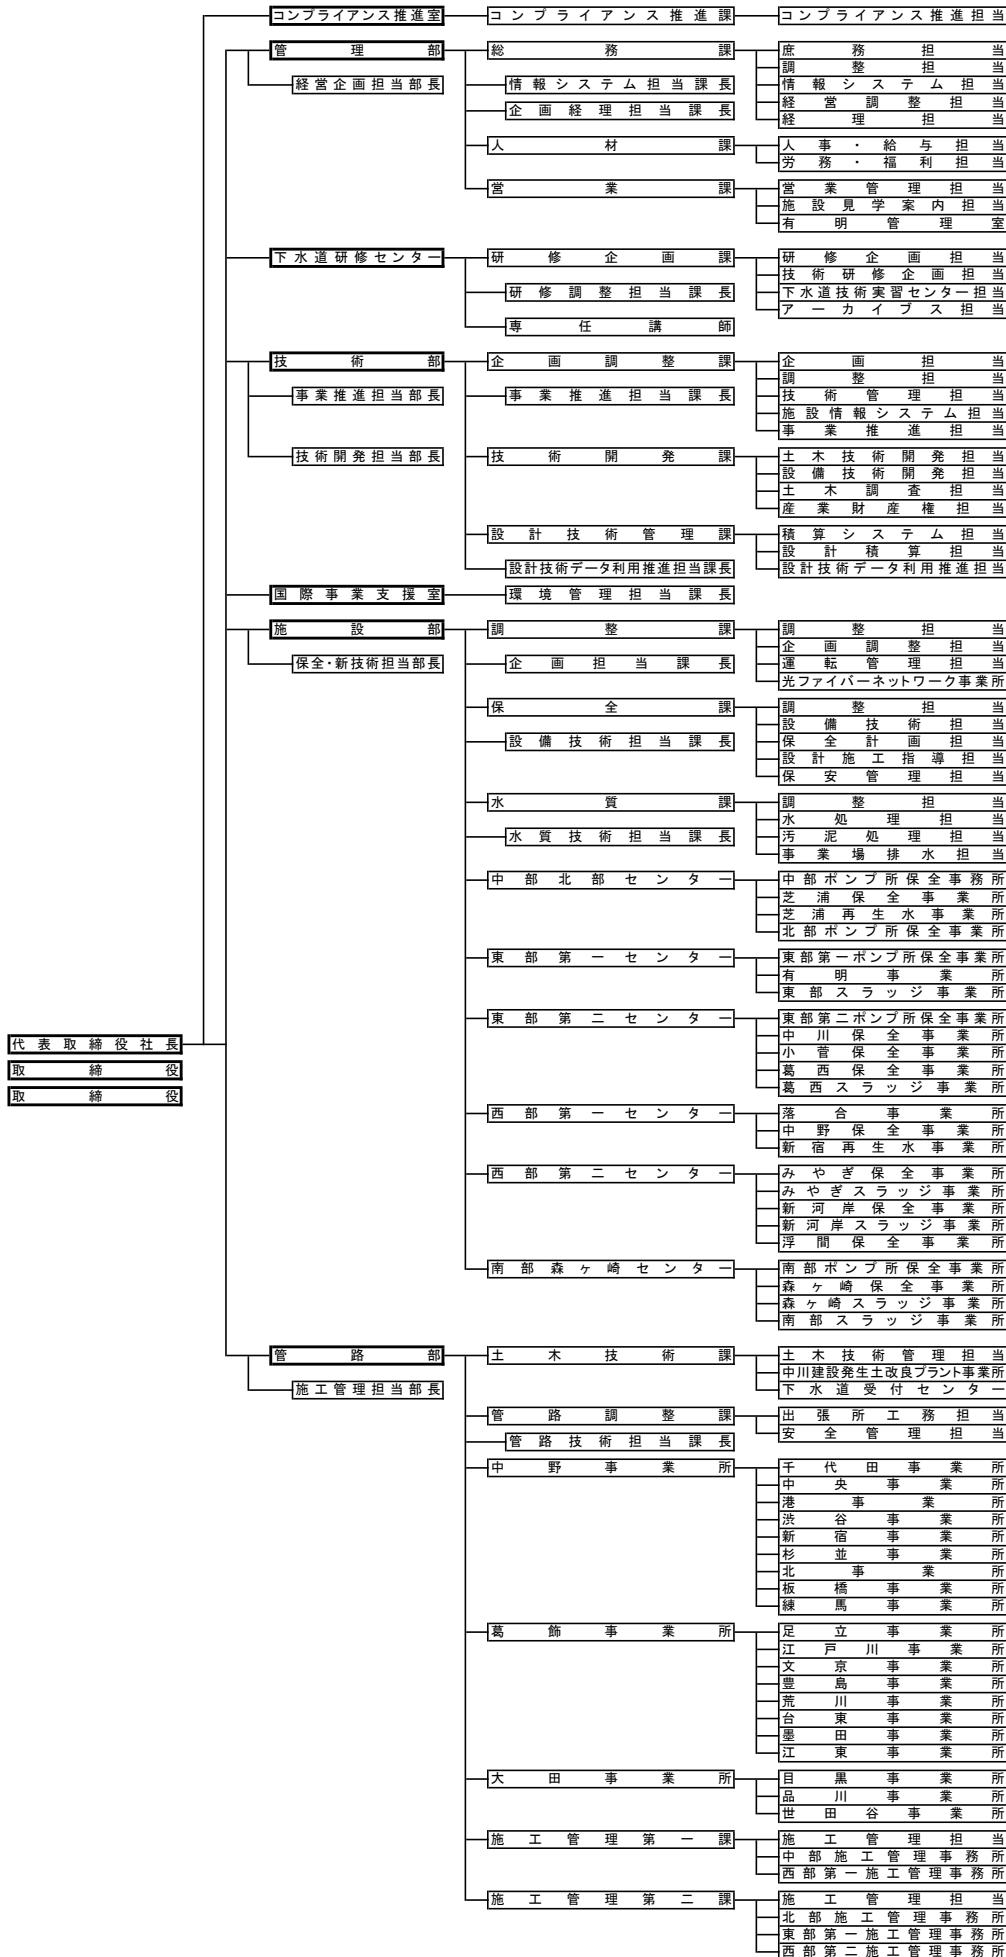 コンプライアンス推進室 コンプライアンス推進課 コンプライアンス推進担当
管理部 総務課 庶務担当
調整担当
経営企画担当部長 情報システム担当課長 情報システム担当
企画経理担当課長 経営調整担当
経理担当
人材課 人事・給与担当
労務・福利担当
営業課 営業管理担当
施設見学案内担当
有明管理室
下水道研修センター 研修企画課 研修企画担当
技術研修企画担当
研修調整担当課長 下水道技術実習センター担当
アーカイブス担当
専任講師
技術部 企画調整課 企画担当
調整担当
事業推進担当部長 事業推進担当課長 技術管理担当
施設情報システム担当
事業推進担当
技術開発担当部長 技術開発課 土木技術開発担当
設備技術開発担当
土木調査担当
産業財産権担当
設計技術管理課 積算システム担当
設計積算担当
設計技術データ利用推進担当課長 設計技術データ利用推進担当
国際事業支援室 環境管理担当課長
施設部 調整課 調整担当
企画調整担当
保全・新技術担当部長 企画担当課長 運転管理担当
光ファイバーネットワーク事業所
保全課 調整担当
設備技術担当
設備技術担当課長 保全計画担当
設計施工指導担当
保安管理担当
水質課 調整担当
水処理担当
水質技術担当課長 汚泥処理担当
事業場排水担当
中部北部センター 中部ポンプ所保全事務所
芝浦保全事業所
芝浦再生水事業所
北部ポンプ所保全事業所
東部第一センター 東部第一ポンプ所保全事業所
有明事業所
東部スラッジ事業所
東部第二センター 東部第二ポンプ所保全事業所
中川保全事業所
代表取締役社長 小菅保全事業所
取締役 葛西保全事業所
取締役 葛西スラッジ事業所
西部第一センター 落合事業所
中野保全事業所
新宿再生水事業所
西部第二センター みやぎ保全事業所
みやぎスラッジ事業所
新河岸保全事業所
新河岸スラッジ事業所
浮間保全事業所
南部森ヶ崎センター 南部ポンプ所保全事業所
森ヶ崎保全事業所
森ヶ崎スラッジ事業所
南部スラッジ事業所
管路部 土木技術課 土木技術管理担当
中川建設発生土改良プラント事業所
施工管理担当部長 下水道受付センター
管路調整課 出張所工務担当
安全管理担当
管路技術担当課長
中野事業所 千代田事業所
中央事業所
港事業所
渋谷事業所
新宿事業所
杉並事業所
北事業所
板橋事業所
練馬事業所
葛飾事業所 足立事業所
江戸川事業所
文京事業所
豊島事業所
荒川事業所
台東事業所
墨田事業所
江東事業所
大田事業所 目黒事業所
品川事業所
世田谷事業所
施工管理第一課 施工管理担当
中部施工管理事務所
西部第一施工管理事務所
施工管理第二課 施工管理担当
北部施工管理事務所
東部第一施工管理事務所
西部第二施工管理事務所